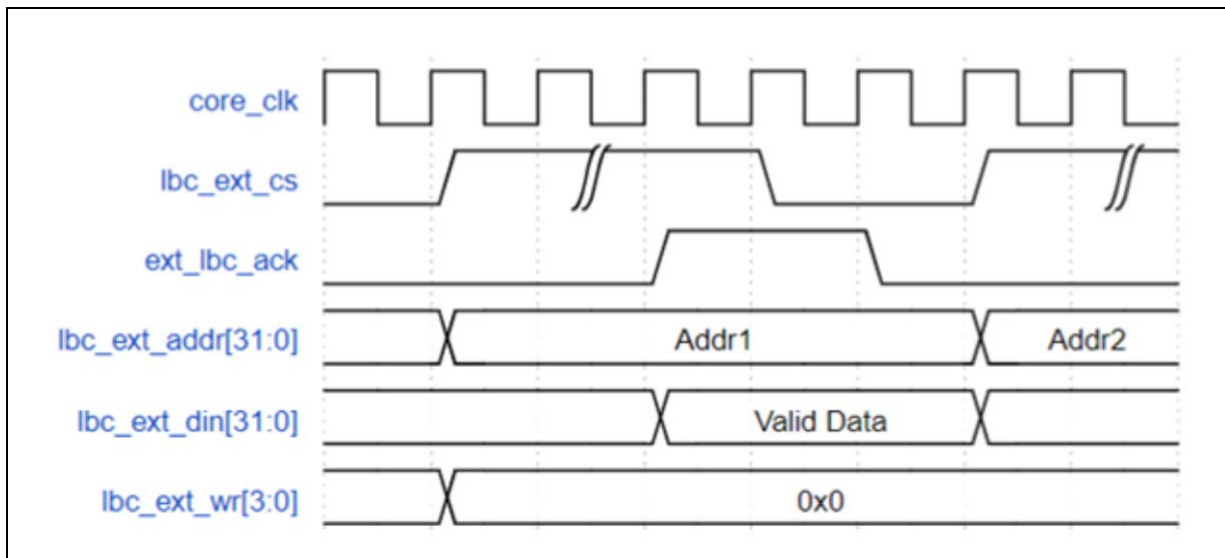 core_clk
lbc_ext_cs
ext_lbc_ack
lbc_ext_addr[31:0] Addr1 Addr2
lbc_ext_din[31:0] Valid Data
lbc_ext_wr[3:0] 0x0